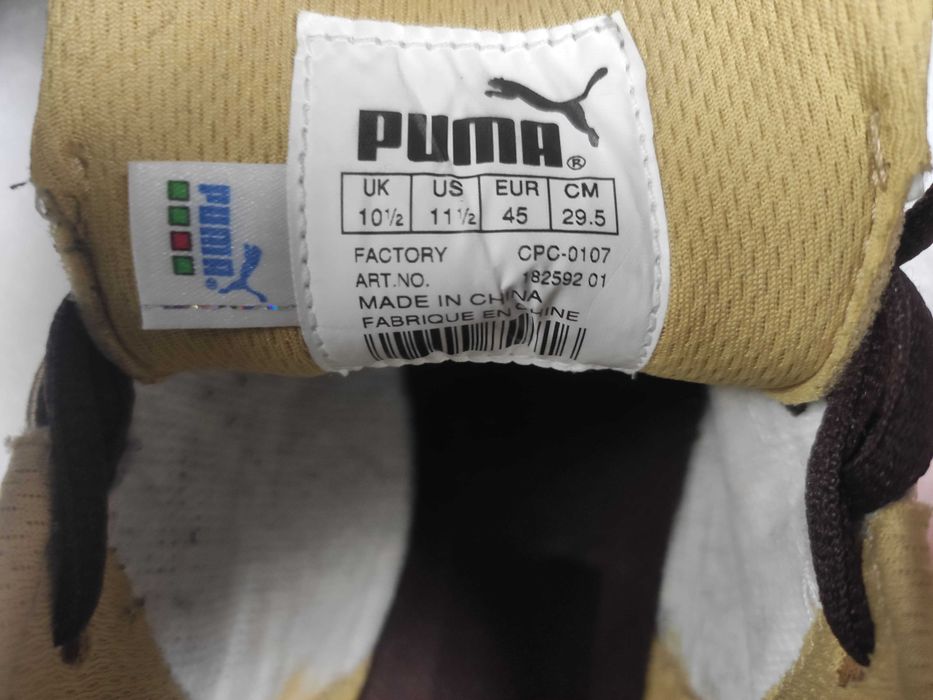 PUMA®
UK US EUR CM
10½ 11½ 45 29.5
FACTORY CPC-0107
ART.NO. 182592 01
MADE IN CHINA
FABRIQUE EN CHINE
PUMA